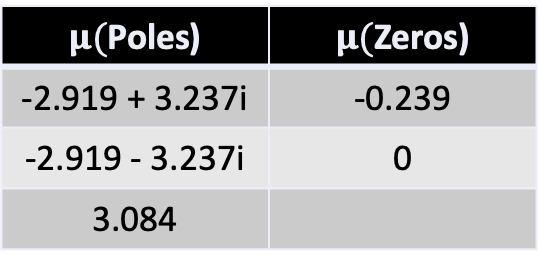 μ(Poles) μ(Zeros)
-2.919 + 3.237i -0.239
-2.919 - 3.237i 0
3.084